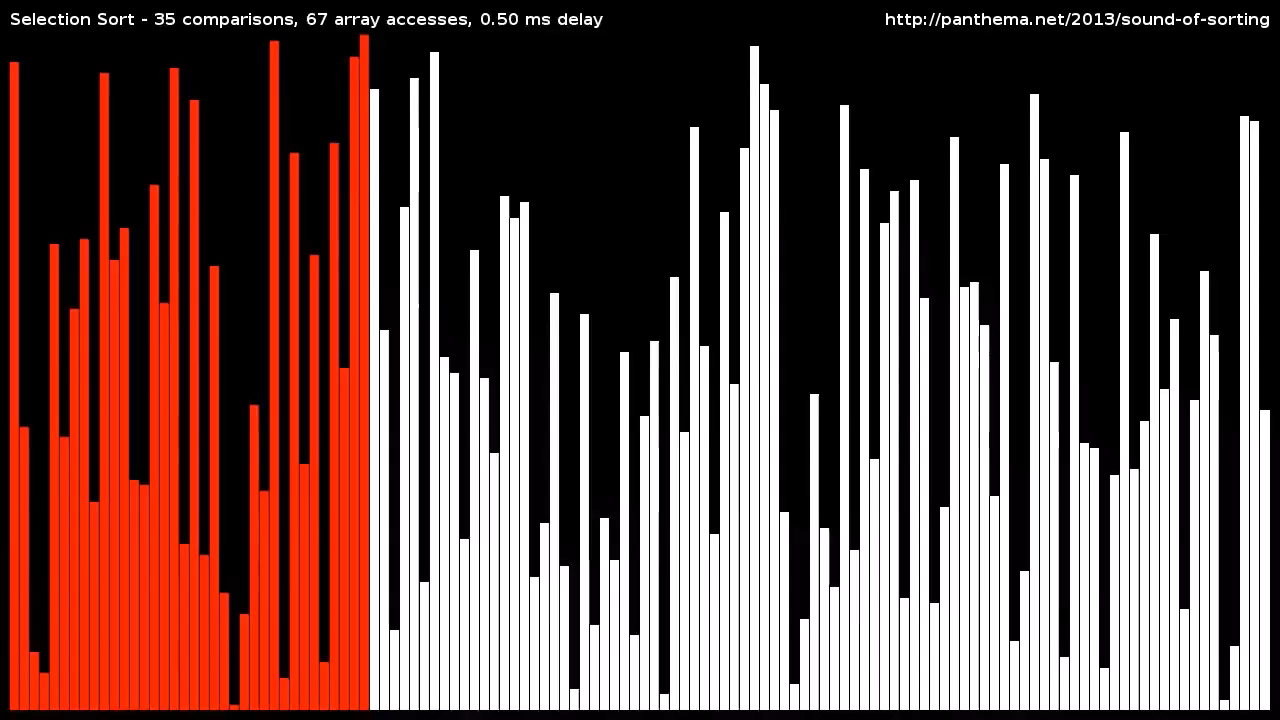 Selection Sort - 35 comparisons, 67 array accesses, 0.50 ms delay
http://panthema.net/2013/sound-of-sorting